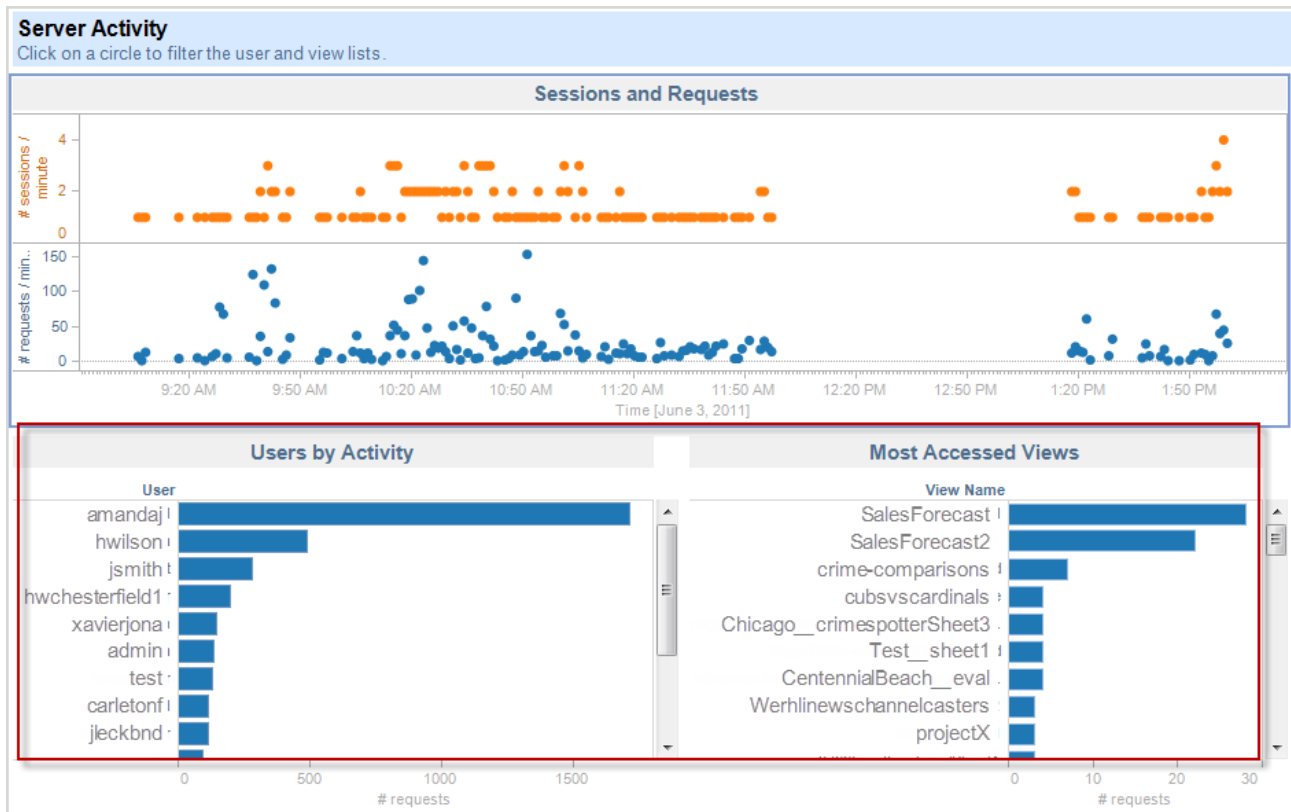 Server Activity
Click on a circle to filter the user and view lists.
Sessions and Requests
# sessions /
minute
4
2
0
# requests / min..
150
100
50
0
9:20 AM 9:50 AM 10:20 AM 10:50 AM 11:20 AM 11:50 AM 12:20 PM 12:50 PM 1:20 PM 1:50 PM
Time [June 3, 2011]
Users by Activity
User
amandaj
hwilson
jsmith
hwchesterfield1
xavierjona
admin
test
carletonf
jleckbnd
0 500 1000 1500
# requests
Most Accessed Views
View Name
SalesForecast
SalesForecast2
crime-comparisons
cubsvscardinals
Chicago__crimespotterSheet3
Test__sheet1
CentennialBeach__eval
Werhlinewschannelcasters
projectX
0 10 20 30
# requests